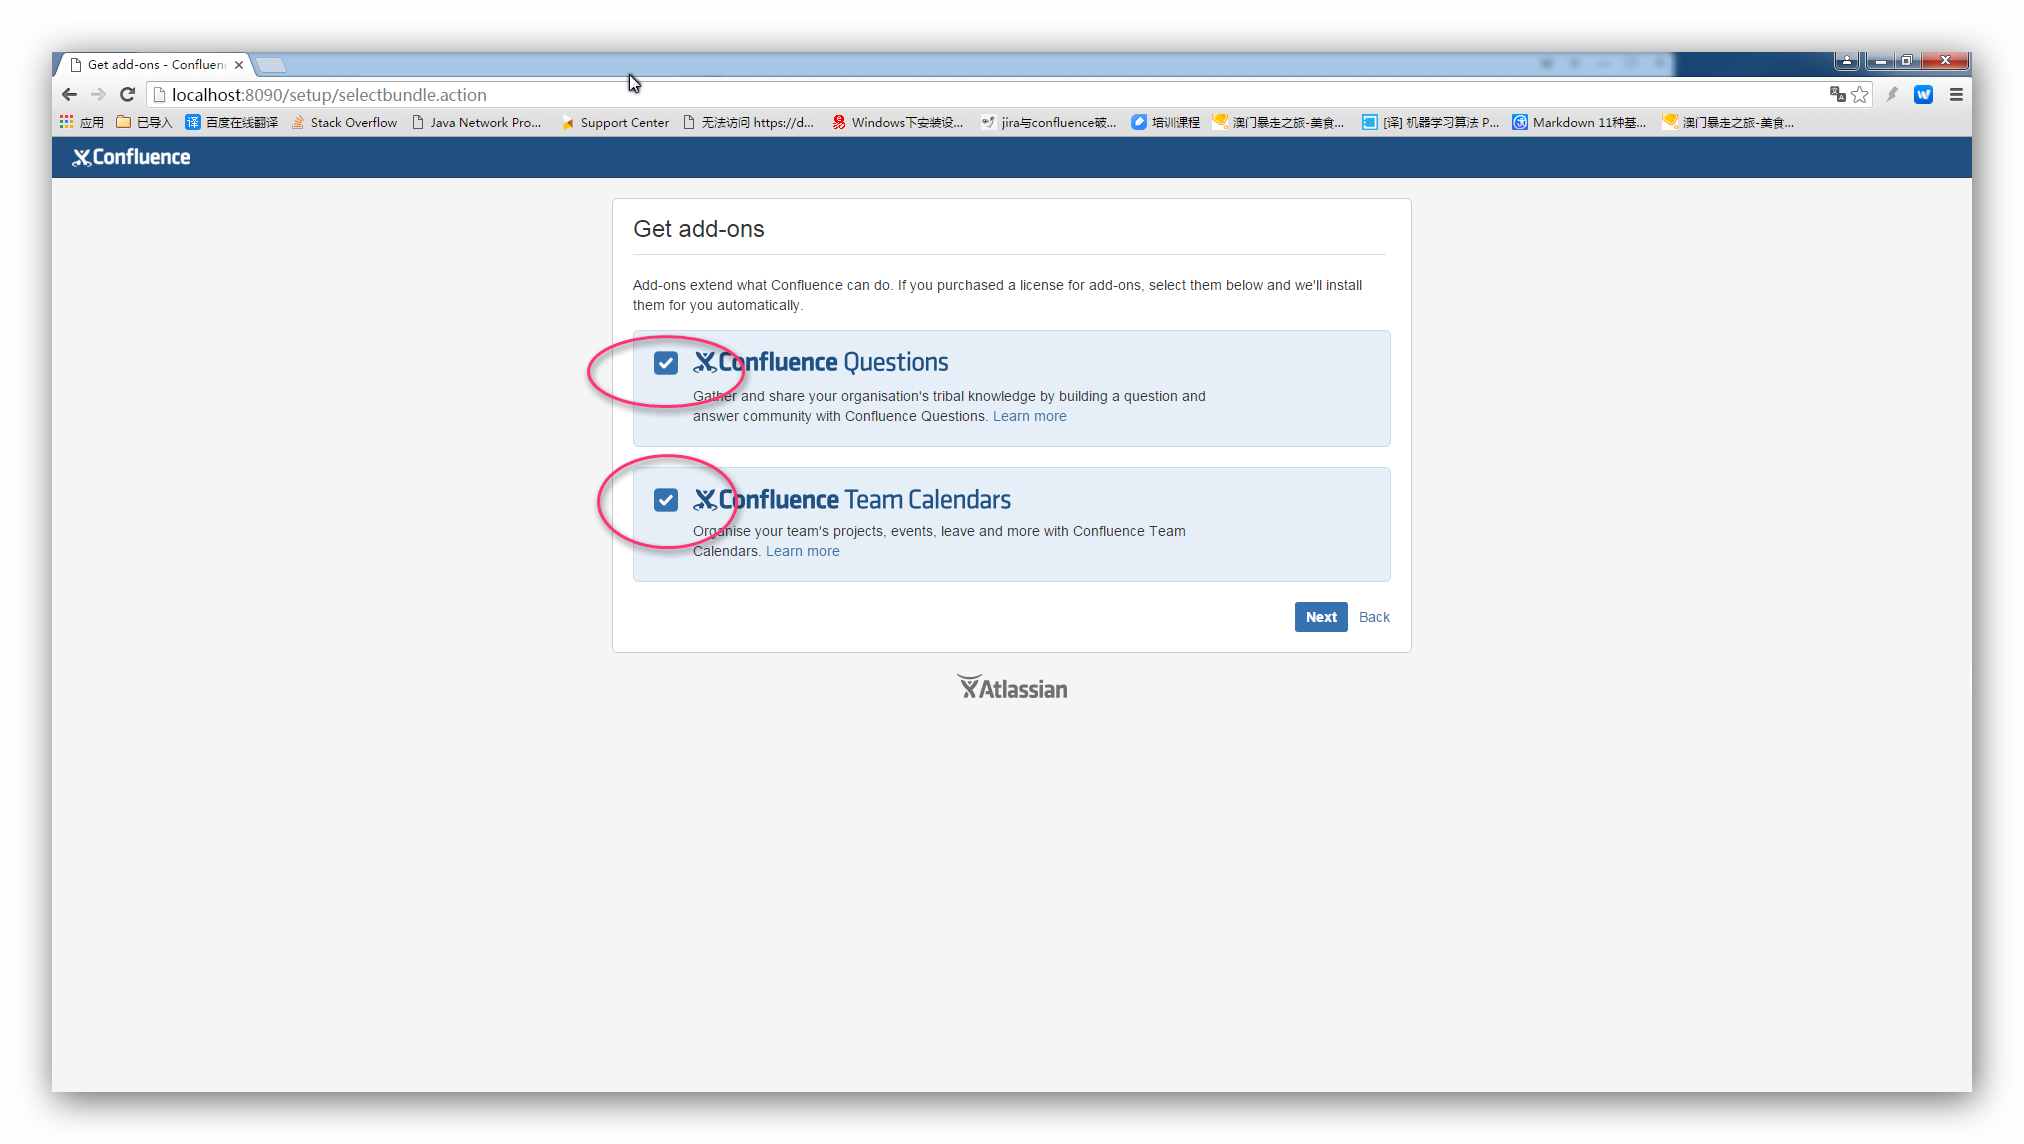 Get add-ons - Confluen
localhost:8090/setup/selectbundle.action
应用 已导入 百度在线翻译 Stack Overflow Java Network Pro... Support Center 无法访问 https://d... Windows下安装设... jira与confluence破... 培训课程 澳门暴走之旅-美食... [译] 机器学习算法 P... Markdown 11种基... 澳门暴走之旅-美食...
Confluence
Get add-ons
Add-ons extend what Confluence can do. If you purchased a license for add-ons, select them below and we'll install
them for you automatically.
Confluence Questions
Gather and share your organisation's tribal knowledge by building a question and
answer community with Confluence Questions. Learn more
Confluence Team Calendars
Organise your team's projects, events, leave and more with Confluence Team
Calendars. Learn more
Next Back
Atlassian